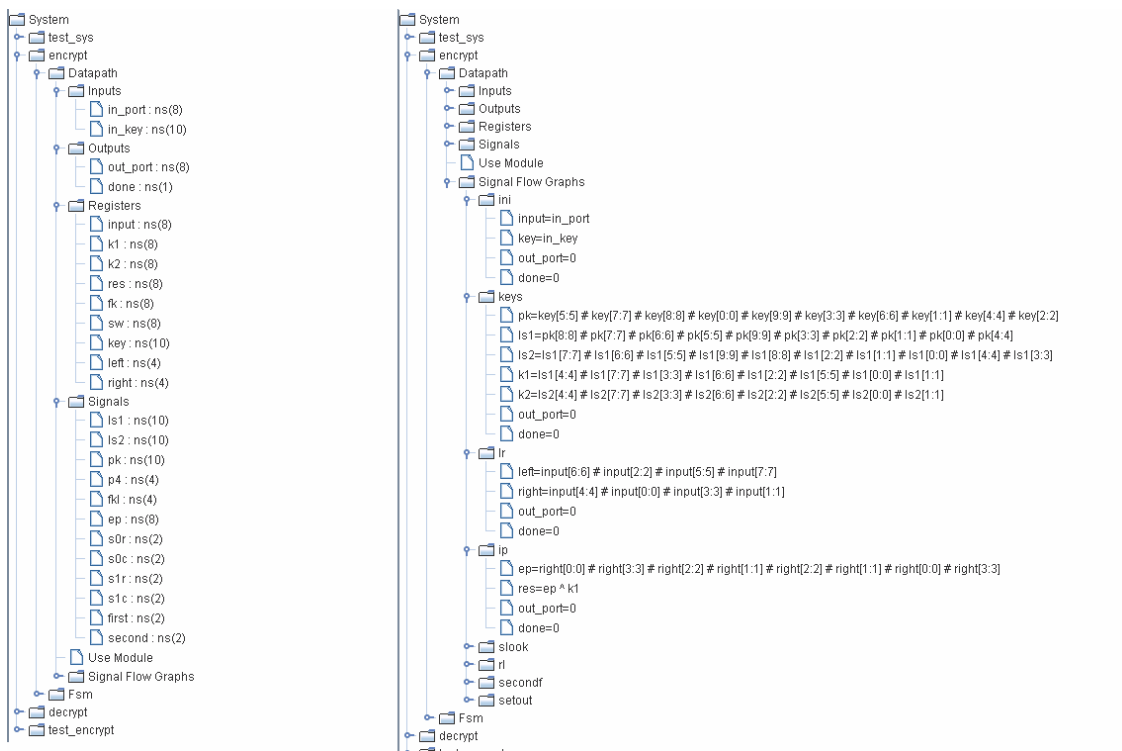 System
test_sys
encrypt
Datapath
Inputs
in_port : ns(8)
in_key : ns(10)
Outputs
out_port : ns(8)
done : ns(1)
Registers
input : ns(8)
k1 : ns(8)
k2 : ns(8)
res : ns(8)
fk : ns(8)
sw : ns(8)
key : ns(10)
left : ns(4)
right : ns(4)
Signals
ls1 : ns(10)
ls2 : ns(10)
pk : ns(10)
p4 : ns(4)
fkl : ns(4)
ep : ns(8)
s0r : ns(2)
s0c : ns(2)
s1r : ns(2)
s1c : ns(2)
first : ns(2)
second : ns(2)
Use Module
Signal Flow Graphs
Fsm
decrypt
test_encrypt
System
test_sys
encrypt
Datapath
Inputs
Outputs
Registers
Signals
Use Module
Signal Flow Graphs
ini
input=in_port
key=in_key
out_port=0
done=0
keys
pk=key[5:5] # key[7:7] # key[8:8] # key[0:0] # key[9:9] # key[3:3] # key[6:6] # key[1:1] # key[4:4] # key[2:2]
ls1=pk[8:8] # pk[7:7] # pk[6:6] # pk[5:5] # pk[9:9] # pk[3:3] # pk[2:2] # pk[1:1] # pk[0:0] # pk[4:4]
ls2=ls1[7:7] # ls1[6:6] # ls1[5:5] # ls1[9:9] # ls1[8:8] # ls1[2:2] # ls1[1:1] # ls1[0:0] # ls1[4:4] # ls1[3:3]
k1=ls1[4:4] # ls1[7:7] # ls1[3:3] # ls1[6:6] # ls1[2:2] # ls1[5:5] # ls1[0:0] # ls1[1:1]
k2=ls2[4:4] # ls2[7:7] # ls2[3:3] # ls2[6:6] # ls2[2:2] # ls2[5:5] # ls2[0:0] # ls2[1:1]
out_port=0
done=0
lr
left=input[6:6] # input[2:2] # input[5:5] # input[7:7]
right=input[4:4] # input[0:0] # input[3:3] # input[1:1]
out_port=0
done=0
ip
ep=right[0:0] # right[3:3] # right[2:2] # right[1:1] # right[2:2] # right[1:1] # right[0:0] # right[3:3]
res=ep ^ k1
out_port=0
done=0
slook
rl
secondf
setout
Fsm
decrypt